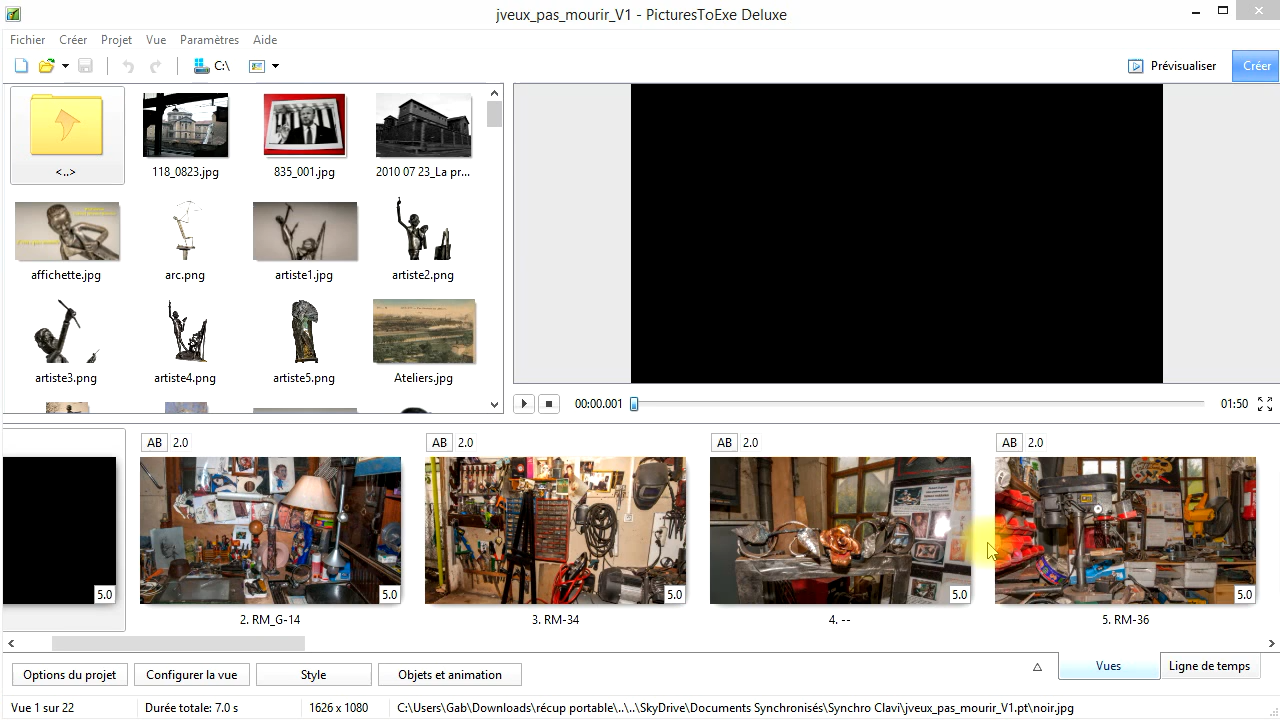 jveux_pas_mourir_V1 - PicturesToExe Deluxe
Fichier Créer Projet Vue Paramètres Aide
C:\ Prévisualiser Créer
<..> 118_0823.jpg 835_001.jpg 2010 07 23_La pr...
affichette.jpg arc.png artiste1.jpg artiste2.png
artiste3.png artiste4.png artiste5.png Ateliers.jpg
00:00.001 01:50
AB 2.0 AB 2.0 AB 2.0 AB 2.0
5.0 5.0 5.0 5.0 5.0
2. RM_G-14 3. RM-34 4. -- 5. RM-36
Options du projet Configurer la vue Style Objets et animation Vues Ligne de temps
Vue 1 sur 22 Durée totale: 7.0 s 1626 x 1080 C:\Users\Gab\Downloads\récup portable\..\..\SkyDrive\Documents Synchronisés\Synchro Clavi\jveux_pas_mourir_V1.pt\noir.jpg